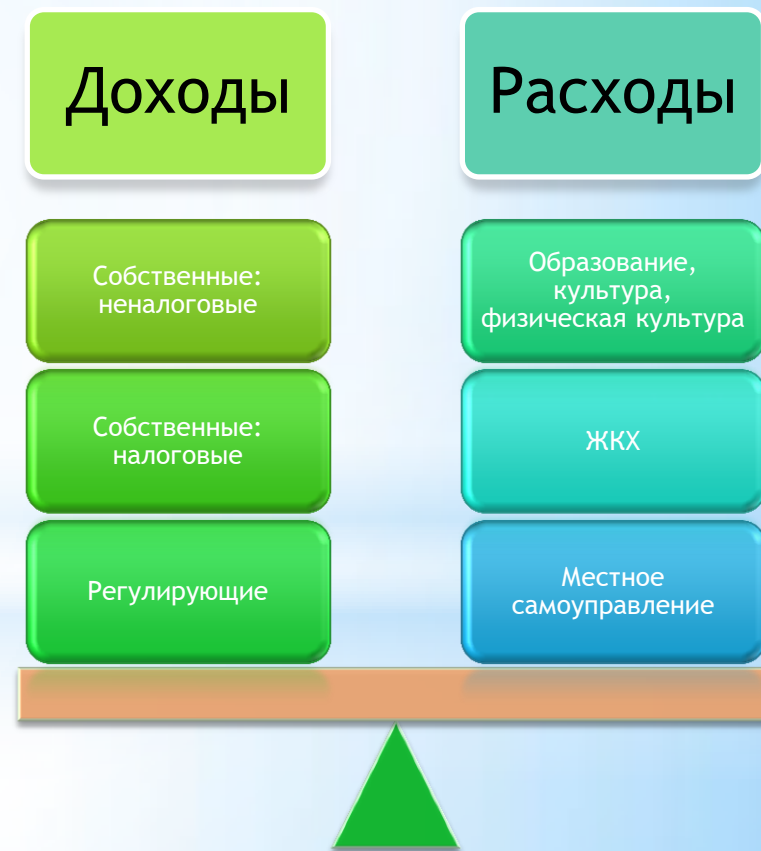 Доходы
Расходы
Собственные:
неналоговые
Образование,
культура,
физическая культура
Собственные:
налоговые
ЖКХ
Регулирующие
Местное
самоуправление